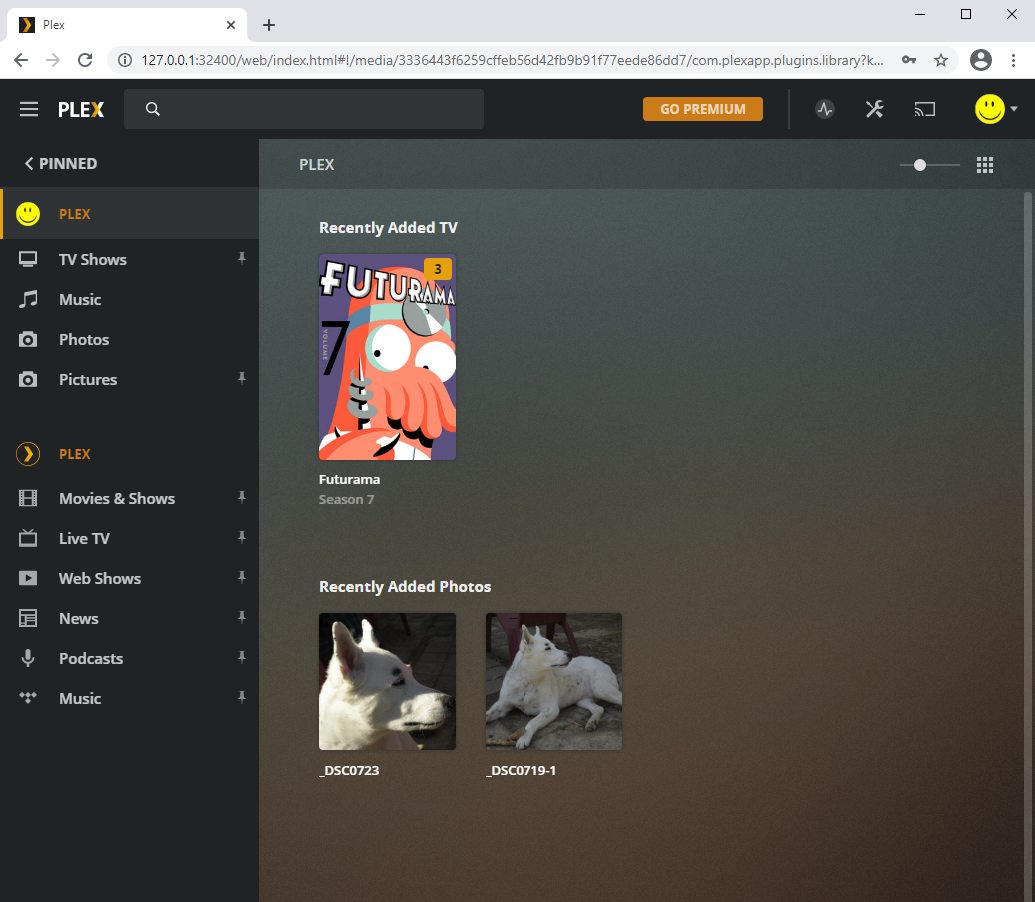 Plex
127.0.0.1:32400/web/index.html#!/media/3336443f6259cffeb56d42fb9b91f77eede86dd7/com.plexapp.plugins.library?k...
PLEX
GO PREMIUM
PINNED
PLEX
TV Shows
Music
Photos
Pictures
PLEX
Movies & Shows
Live TV
Web Shows
News
Podcasts
Music
PLEX
Recently Added TV
3
FUTURAMA
VOLUME
7
Futurama
Season 7
Recently Added Photos
_DSC0723
_DSC0719-1